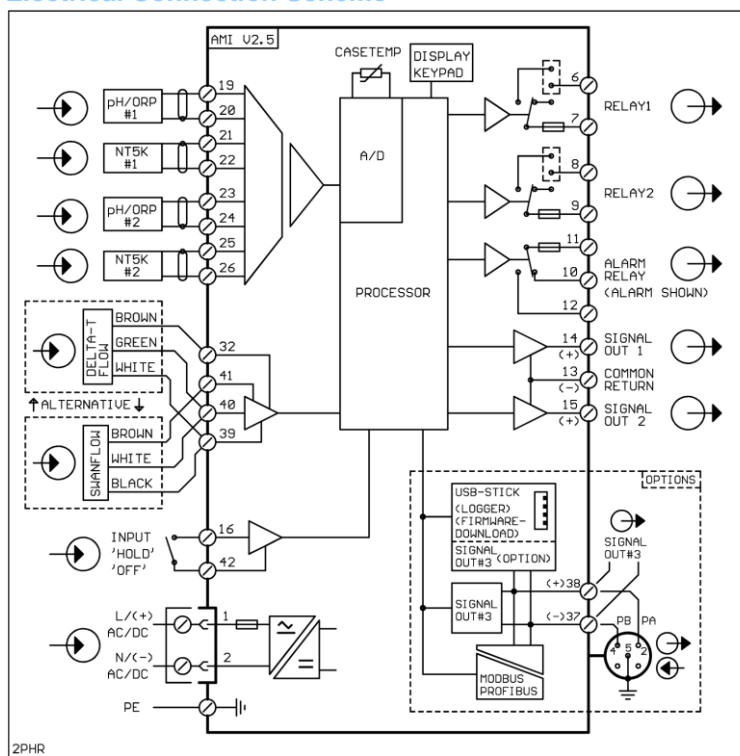 AMI V2.5
CASETEMP
DISPLAY
KEYPAD
A/D
PROCESSOR
pH/ORP
#1
19
20
NT5K
#1
21
22
pH/ORP
#2
23
24
NT5K
#2
25
26
DELTA-T
FLOW
BROWN
GREEN
WHITE
↑ALTERNATIVE↓
SWANFLOW
BROWN
WHITE
BLACK
32
41
40
39
INPUT
'HOLD'
'OFF'
16
42
L/(+)
AC/DC
1
N/(-)
AC/DC
2
PE
6
RELAY1
7
8
RELAY2
9
11
10
ALARM
RELAY
(ALARM SHOWN)
12
14
(+)
SIGNAL
OUT 1
13
(-)
COMMON
RETURN
15
(+)
SIGNAL
OUT 2
OPTIONS
USB-STICK
(LOGGER)
(FIRMWARE-
DOWNLOAD)
SIGNAL
OUT#3 (OPTION)
SIGNAL
OUT#3
SIGNAL
OUT#3
(+)38
(-)37
PB PA
4 5 2
MODBUS
PROFIBUS
2PHR